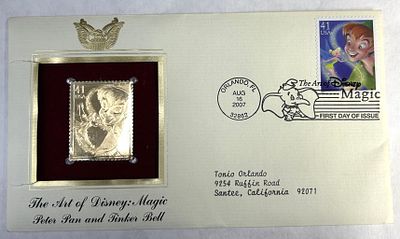 41
USA
ORLANDO, FL
AUG
16
2007
32862
The Art of Disney
Magic
FIRST DAY OF ISSUE
41
Tonio Orlando
9254 Ruffin Road
Santee, California 92071
The Art of Disney: Magic
Peter Pan and Tinker Bell